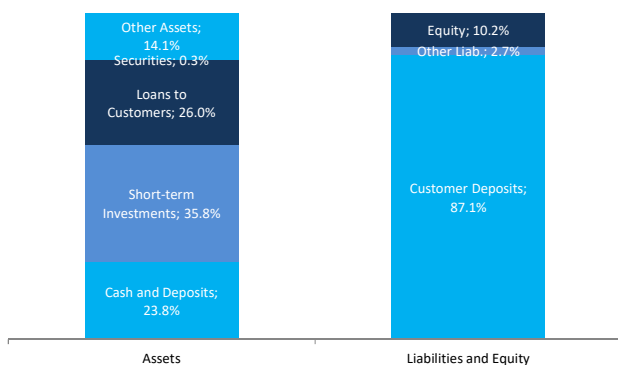 Other Assets;
14.1%
Securities; 0.3%
Loans to
Customers; 26.0%
Short-term
Investments; 35.8%
Cash and Deposits;
23.8%
Assets
Equity; 10.2%
Other Liab.; 2.7%
Customer Deposits;
87.1%
Liabilities and Equity